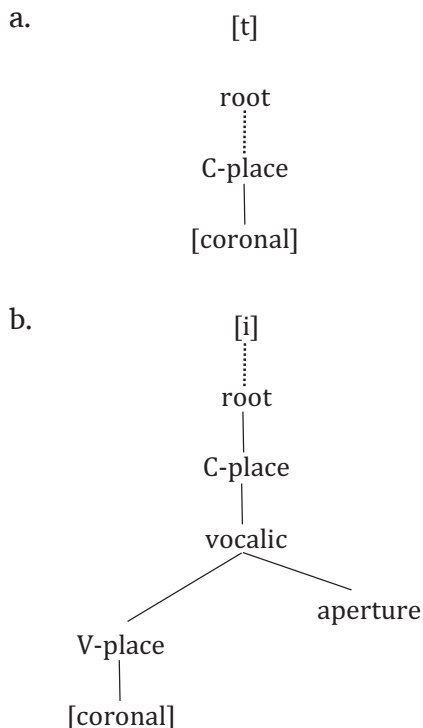 a. [t]
root
C-place
[coronal]
b. [i]
root
C-place
vocalic
aperture
V-place
[coronal]